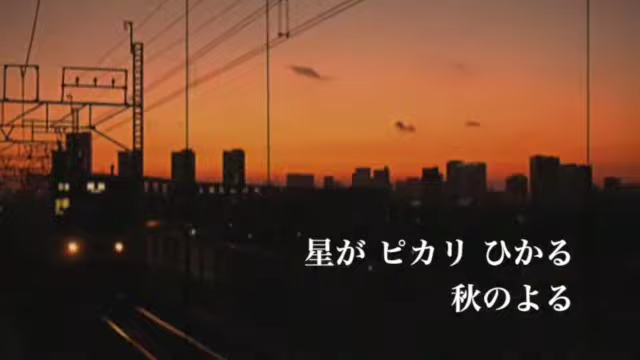 星が ピカリ ひかる
秋のよる